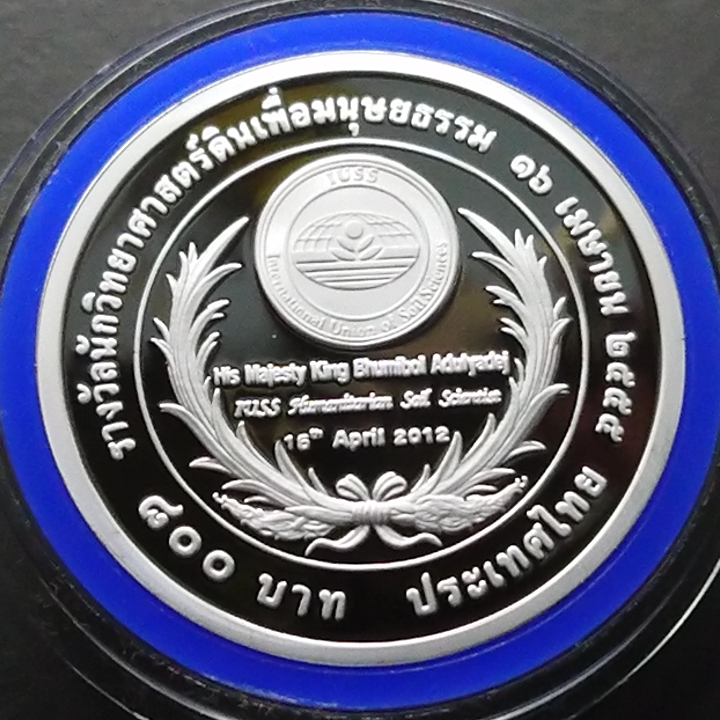 รางวัลนักวิทยาศาสตร์ดินเพื่อมนุษยธรรม ๑๖ เมษายน ๒๕๕๕
IUSS
International Union of Soil Sciences
His Majesty King Bhumibol Adulyadej
IUSS Humanitarian Soil Scientist
16th April 2012
๘๐๐ บาท ประเทศไทย